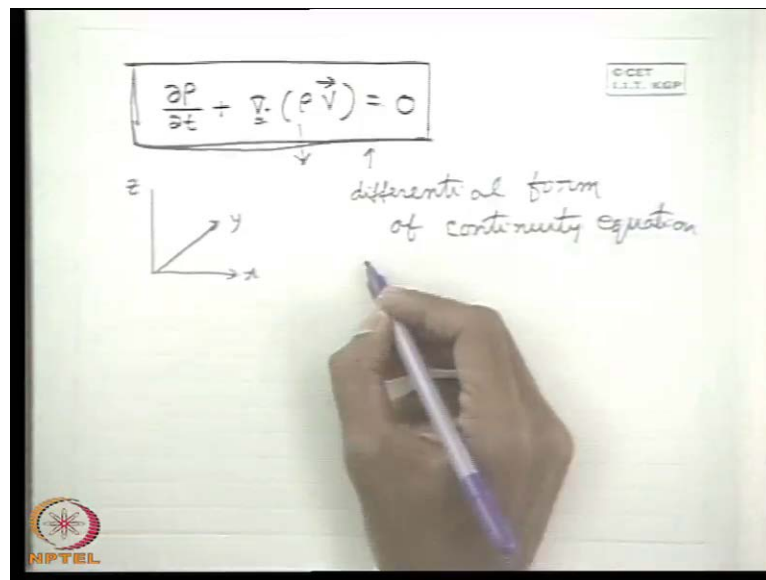 ∂ρ/∂t + ∇·(ρV⃗) = 0
©CET
I.I.T. KGP
z
y
x
differential form
of continuity equation
NPTEL